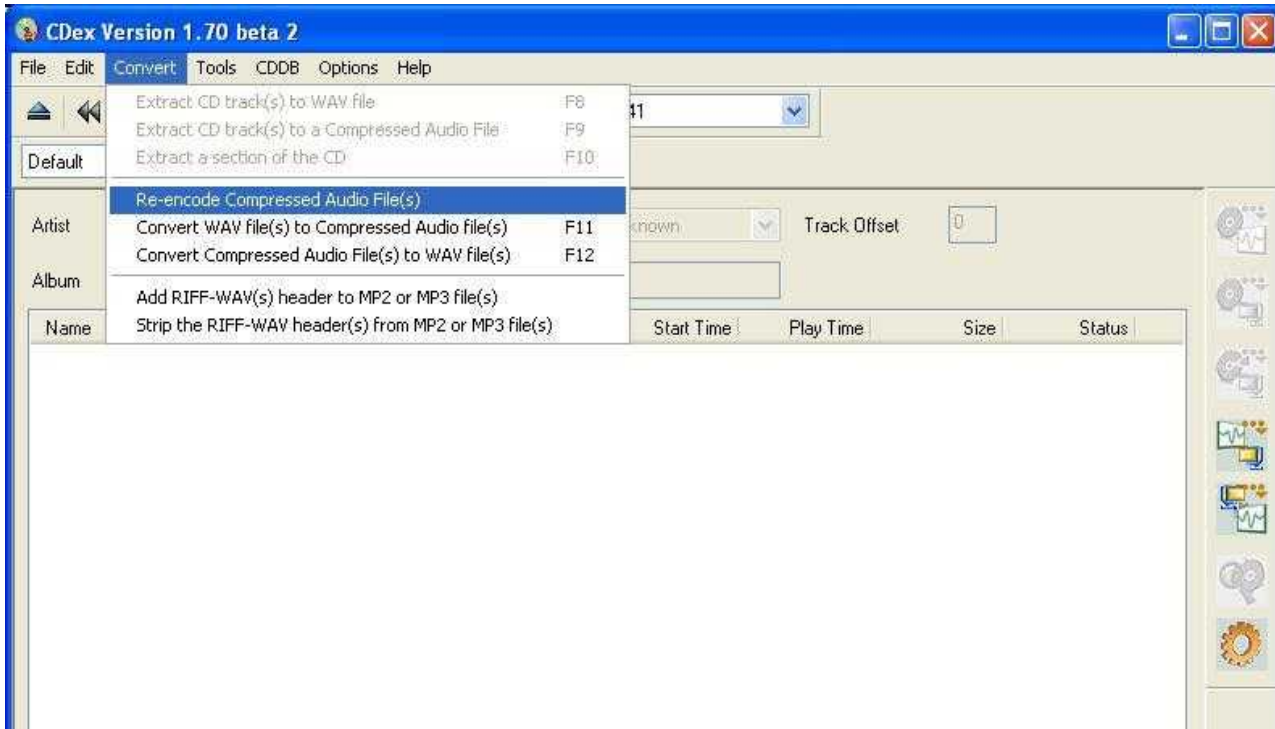 CDex Version 1.70 beta 2
File Edit Convert Tools CDDB Options Help
Extract CD track(s) to WAV file F8
41
Extract CD track(s) to a Compressed Audio File F9
Default
Extract a section of the CD F10
Re-encode Compressed Audio File(s)
Artist
Convert WAV file(s) to Compressed Audio file(s) F11
known Track Offset 0
Convert Compressed Audio File(s) to WAV file(s) F12
Album
Add RIFF-WAV(s) header to MP2 or MP3 file(s)
Name
Strip the RIFF-WAV header(s) from MP2 or MP3 file(s)
Start Time Play Time Size Status